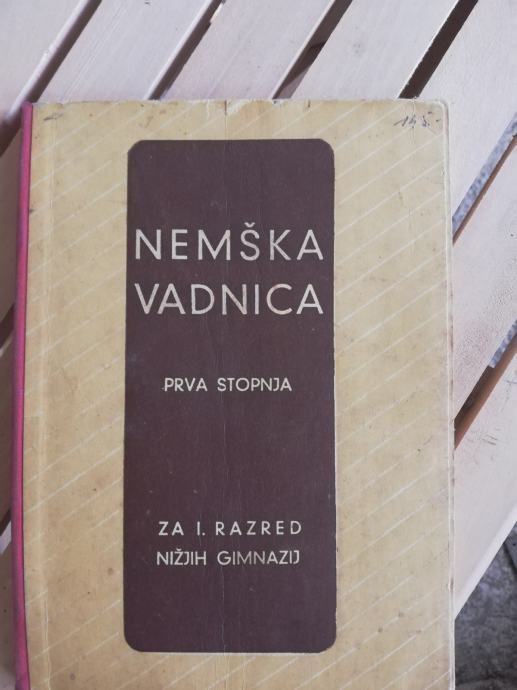 NEMŠKA
VADNICA
PRVA STOPNJA
ZA I. RAZRED
NIŽJIH GIMNAZIJ